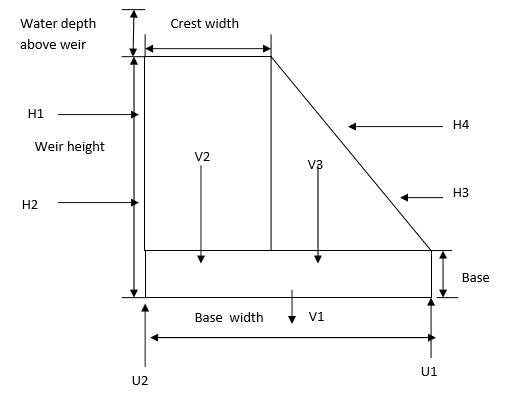 Water depth
above weir
Crest width
H1
H4
Weir height
V2
V3
H2
H3
Base
Base width
V1
U2
U1